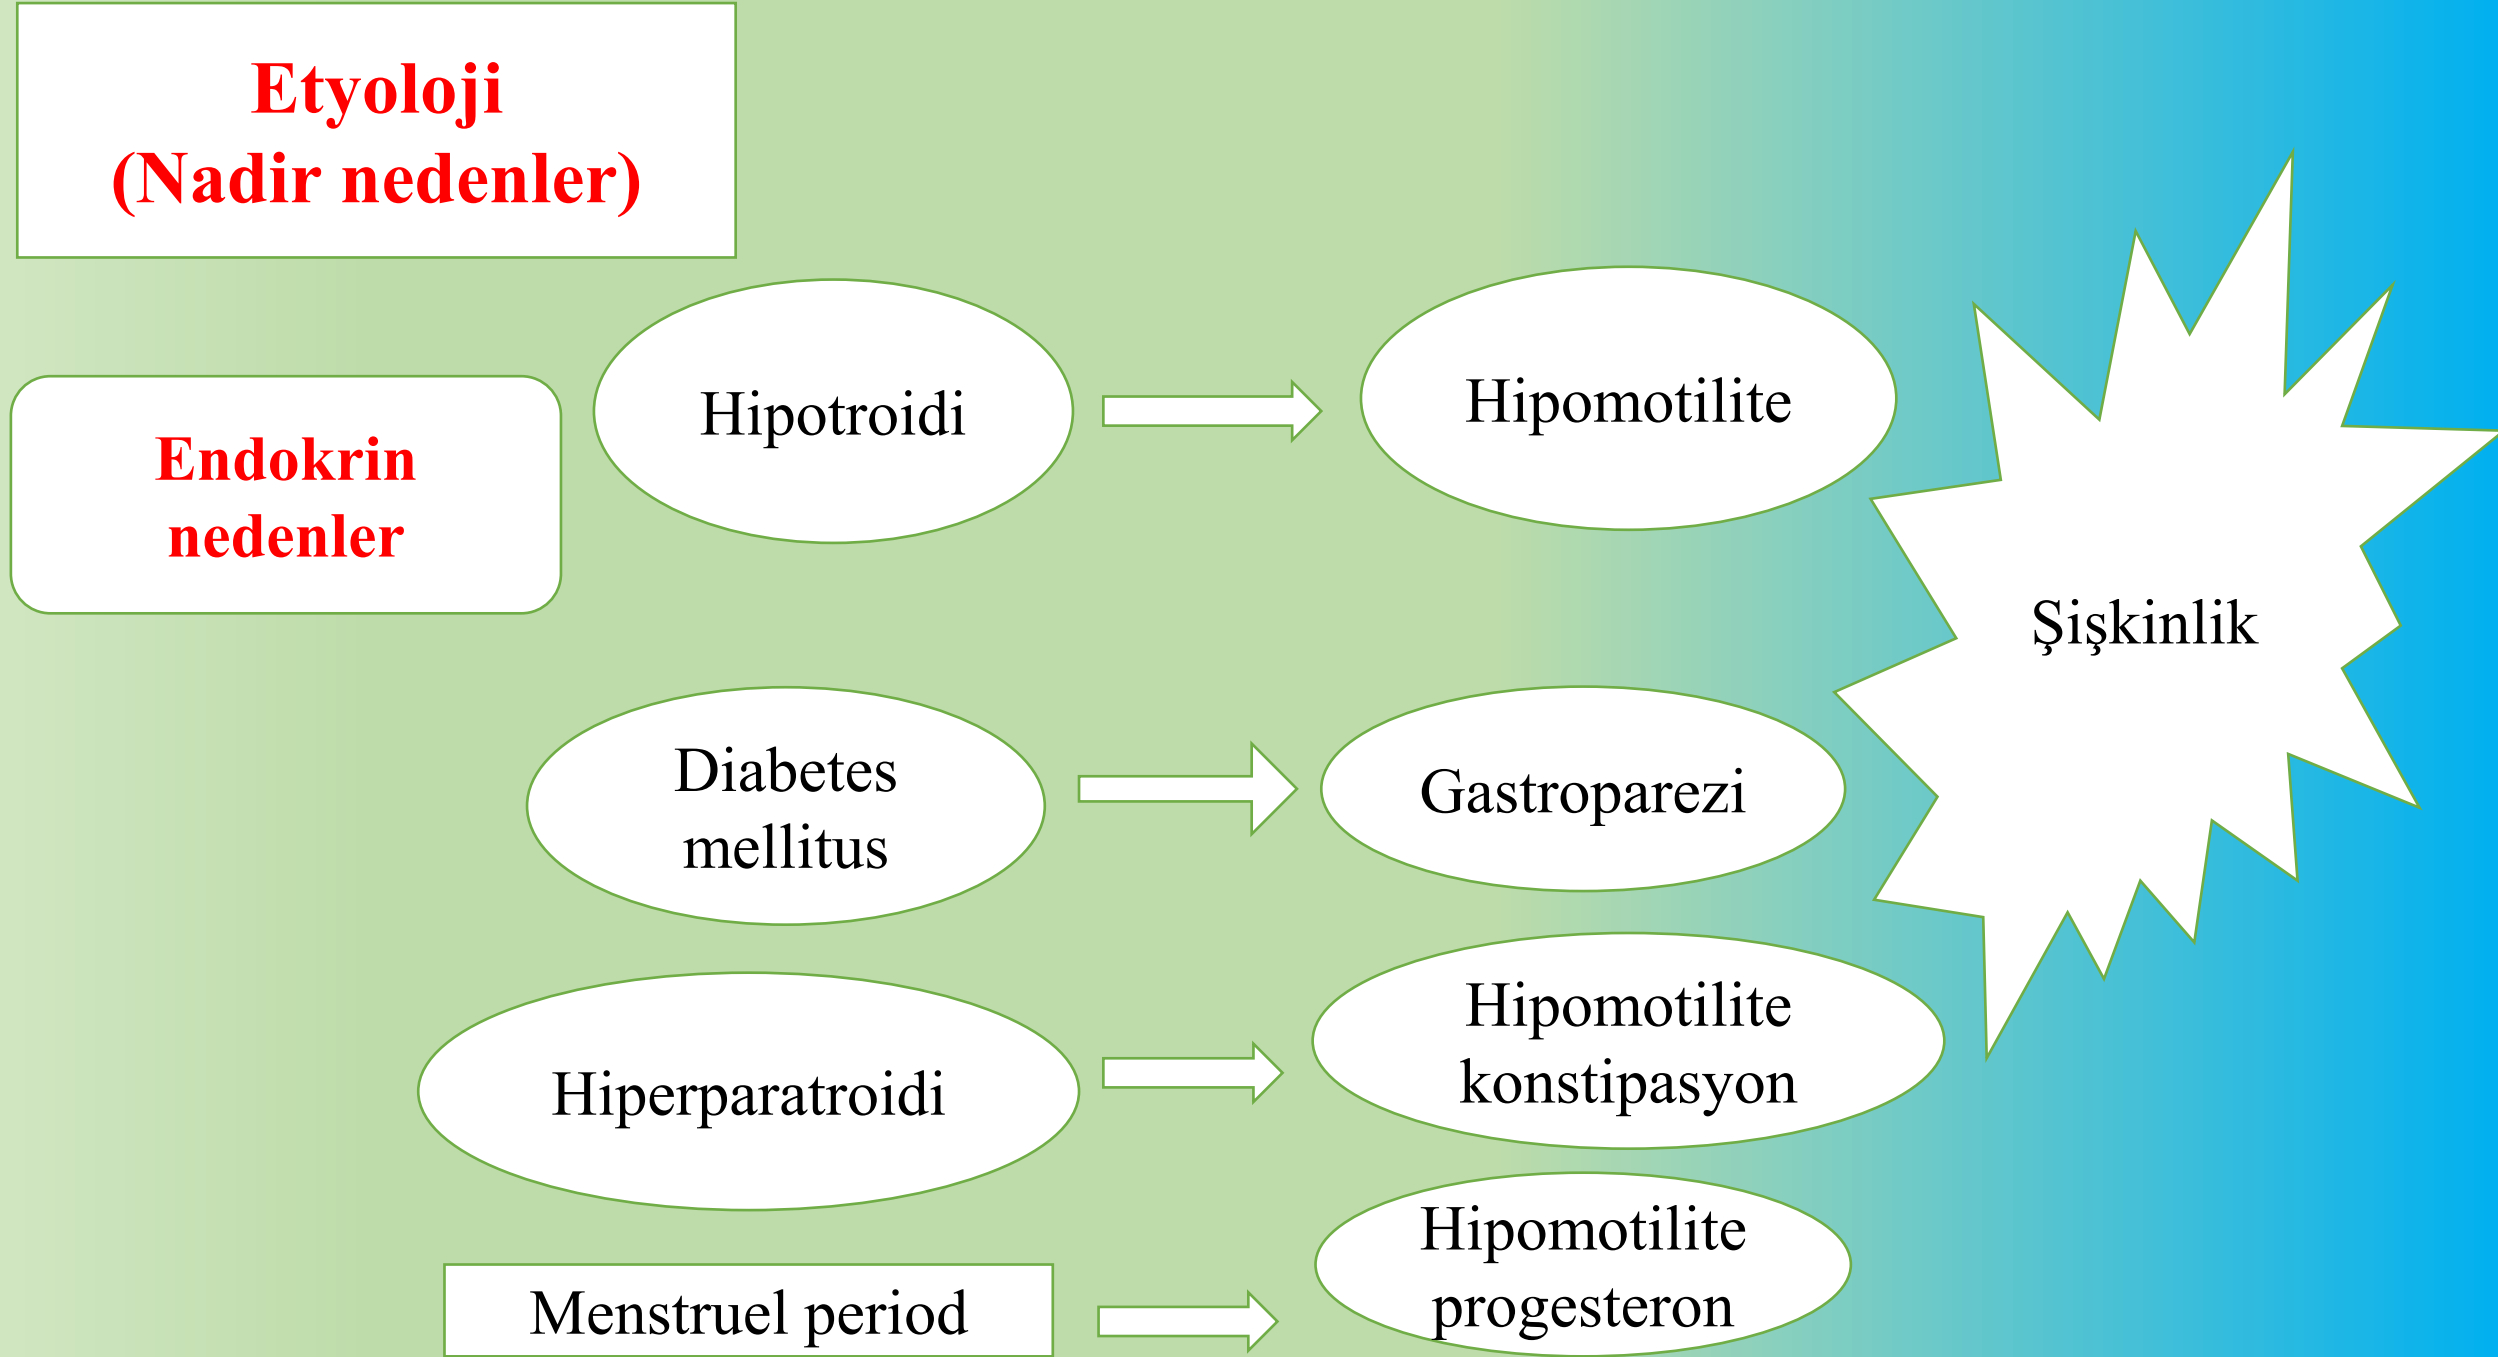 Etyoloji
(Nadir nedenler)
Endokrin
nedenler
Hipotroidi
Hipomotilite
Şişkinlik
Diabetes
mellitus
Gastroparezi
Hiperparatroidi
Hipomotilite
konstipasyon
Menstruel period
Hipomotilite
progesteron